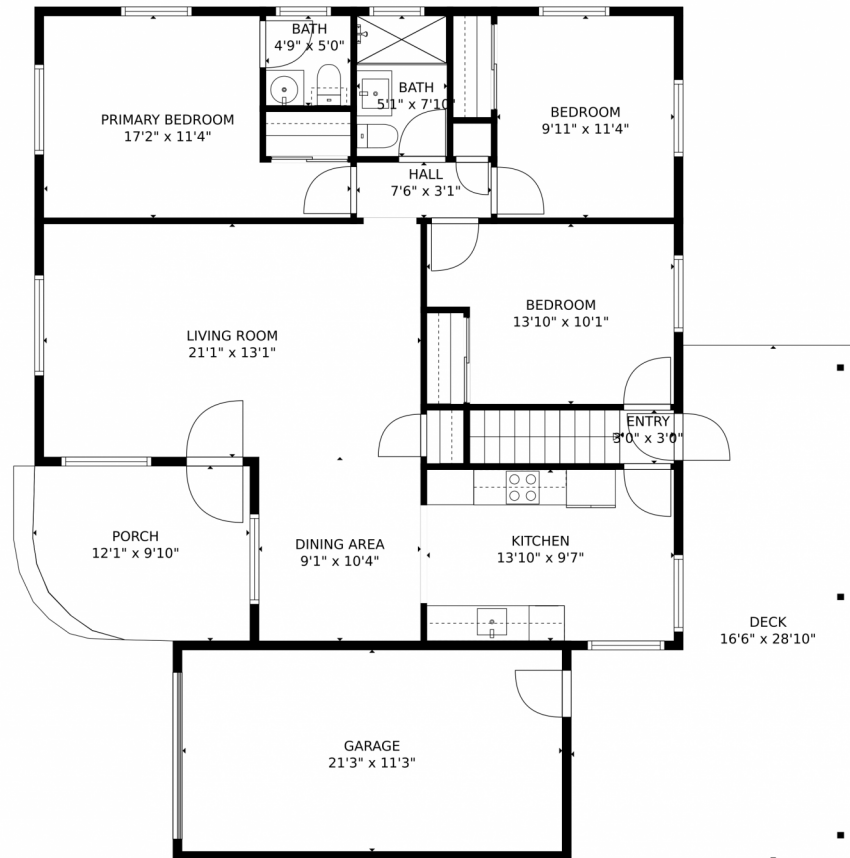 BATH
4'9" x 5'0"
BATH
5'1" x 7'10"
PRIMARY BEDROOM
17'2" x 11'4"
BEDROOM
9'11" x 11'4"
HALL
7'6" x 3'1"
LIVING ROOM
21'1" x 13'1"
BEDROOM
13'10" x 10'1"
ENTRY
3'0" x 3'0"
PORCH
12'1" x 9'10"
DINING AREA
9'1" x 10'4"
KITCHEN
13'10" x 9'7"
DECK
16'6" x 28'10"
GARAGE
21'3" x 11'3"